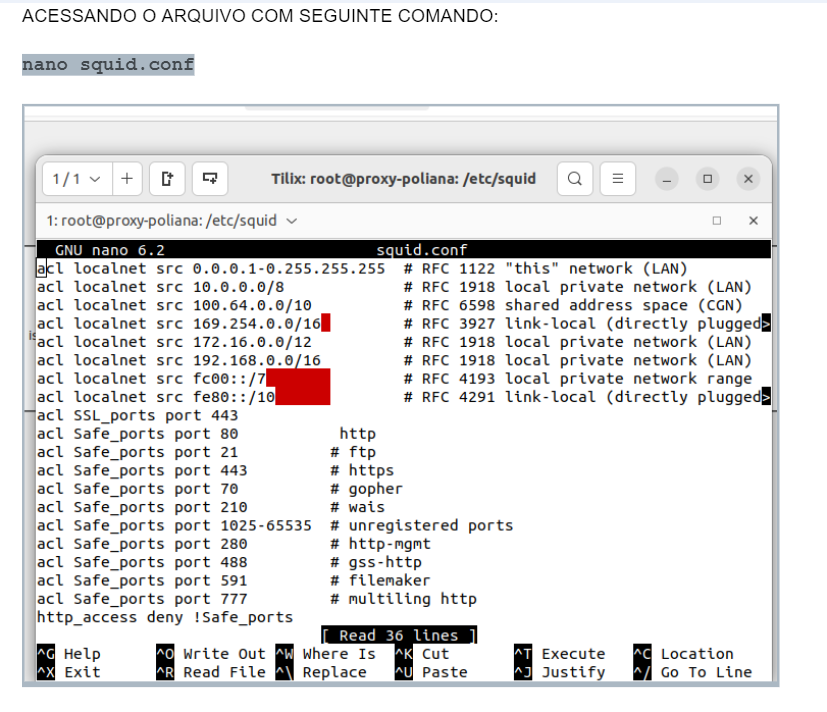 ACESSANDO O ARQUIVO COM SEGUINTE COMANDO:
nano squid.conf
1 / 1
Tilix: root@proxy-poliana: /etc/squid
1: root@proxy-poliana: /etc/squid
GNU nano 6.2 squid.conf
acl localnet src 0.0.0.1-0.255.255.255 # RFC 1122 "this" network (LAN)
acl localnet src 10.0.0.0/8 # RFC 1918 local private network (LAN)
acl localnet src 100.64.0.0/10 # RFC 6598 shared address space (CGN)
acl localnet src 169.254.0.0/16 # RFC 3927 link-local (directly plugged>
acl localnet src 172.16.0.0/12 # RFC 1918 local private network (LAN)
acl localnet src 192.168.0.0/16 # RFC 1918 local private network (LAN)
acl localnet src fc00::/7 # RFC 4193 local private network range
acl localnet src fe80::/10 # RFC 4291 link-local (directly plugged>
acl SSL_ports port 443
acl Safe_ports port 80 http
acl Safe_ports port 21 # ftp
acl Safe_ports port 443 # https
acl Safe_ports port 70 # gopher
acl Safe_ports port 210 # wais
acl Safe_ports port 1025-65535 # unregistered ports
acl Safe_ports port 280 # http-mgmt
acl Safe_ports port 488 # gss-http
acl Safe_ports port 591 # filemaker
acl Safe_ports port 777 # multiling http
http_access deny !Safe_ports
[ Read 36 lines ]
^G Help ^O Write Out ^W Where Is ^K Cut ^T Execute ^C Location
^X Exit ^R Read File ^\ Replace ^U Paste ^J Justify ^/ Go To Line